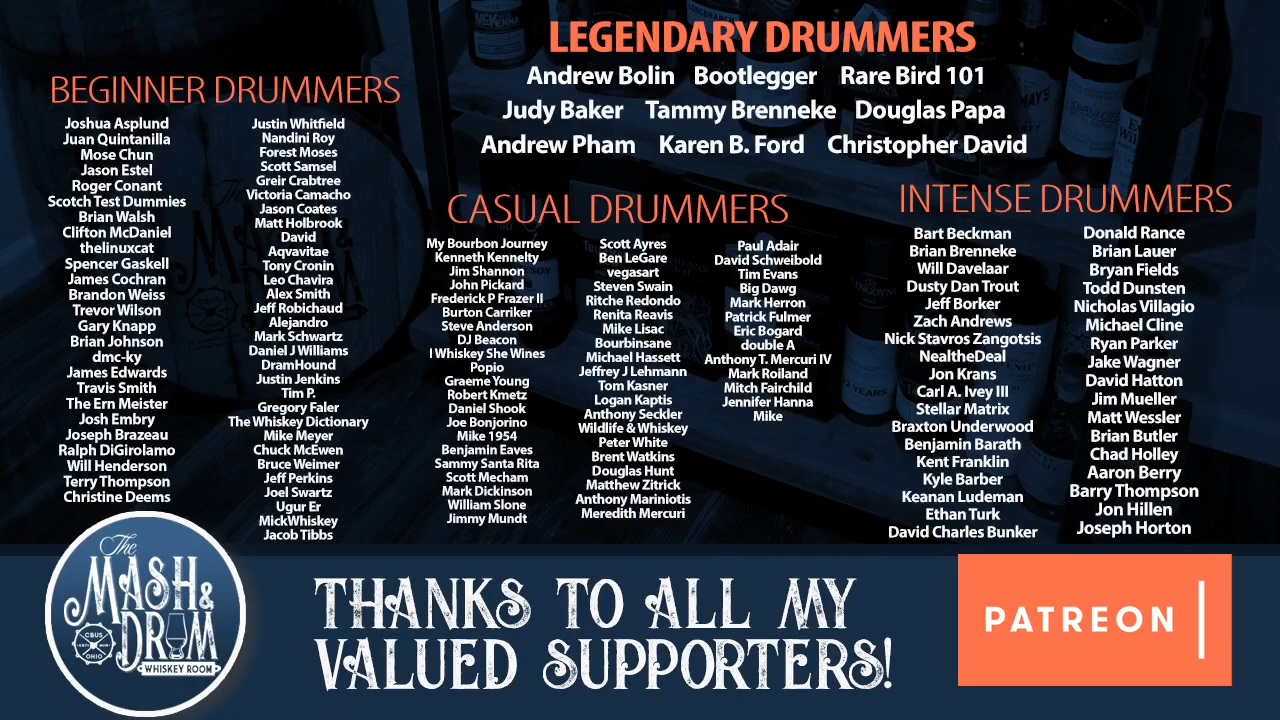 LEGENDARY DRUMMERS
Andrew Bolin Bootlegger Rare Bird 101
Judy Baker Tammy Brenneke Douglas Papa
Andrew Pham Karen B. Ford Christopher David
BEGINNER DRUMMERS
Joshua Asplund
Juan Quintanilla
Mose Chun
Jason Estel
Roger Conant
Scotch Test Dummies
Brian Walsh
Clifton McDaniel
thelinuxcat
Spencer Gaskell
James Cochran
Brandon Weiss
Trevor Wilson
Gary Knapp
Brian Johnson
dmc-ky
James Edwards
Travis Smith
The Ern Meister
Josh Embry
Joseph Brazeau
Ralph DiGirolamo
Will Henderson
Terry Thompson
Christine Deems
Justin Whitfield
Nandini Roy
Forest Moses
Scott Samsel
Greir Crabtree
Victoria Camacho
Jason Coates
Matt Holbrook
David
Aqvavitae
Tony Cronin
Leo Chavira
Alex Smith
Jeff Robichaud
Alejandro
Mark Schwartz
Daniel J Williams
DramHound
Justin Jenkins
Tim P.
Gregory Faler
The Whiskey Dictionary
Mike Meyer
Chuck McEwen
Bruce Weimer
Jeff Perkins
Joel Swartz
Ugur Er
MickWhiskey
Jacob Tibbs
CASUAL DRUMMERS
My Bourbon Journey
Kenneth Kennelty
Jim Shannon
John Pickard
Frederick P Frazer II
Burton Carriker
Steve Anderson
DJ Beacon
I Whiskey She Wines
Popio
Graeme Young
Robert Kmetz
Daniel Shook
Joe Bonjorino
Mike 1954
Benjamin Eaves
Sammy Santa Rita
Scott Mecham
Mark Dickinson
William Slone
Jimmy Mundt
Scott Ayres
Ben LeGare
vegasart
Steven Swain
Ritche Redondo
Renita Reavis
Mike Lisac
Bourbinsane
Michael Hassett
Jeffrey J Lehmann
Tom Kasner
Logan Kaptis
Anthony Seckler
Wildlife & Whiskey
Peter White
Brent Watkins
Douglas Hunt
Matthew Zitrick
Anthony Mariniotis
Meredith Mercuri
Paul Adair
David Schweibold
Tim Evans
Big Dawg
Mark Herron
Patrick Fulmer
Eric Bogard
double A
Anthony T. Mercuri IV
Mark Roiland
Mitch Fairchild
Jennifer Hanna
Mike
INTENSE DRUMMERS
Bart Beckman
Brian Brenneke
Will Davelaar
Dusty Dan Trout
Jeff Borker
Zach Andrews
Nick Stavros Zangotsis
NealtheDeal
Jon Krans
Carl A. Ivey III
Stellar Matrix
Braxton Underwood
Benjamin Barath
Kent Franklin
Kyle Barber
Keanan Ludeman
Ethan Turk
David Charles Bunker
Donald Rance
Brian Lauer
Bryan Fields
Todd Dunsten
Nicholas Villagio
Michael Cline
Ryan Parker
Jake Wagner
David Hatton
Jim Mueller
Matt Wessler
Brian Butler
Chad Holley
Aaron Berry
Barry Thompson
Jon Hillen
Joseph Horton
The
MASH &
DRUM
CBUS
OHIO
WHISKEY ROOM
THANKS TO ALL MY
VALUED SUPPORTERS!
PATREON